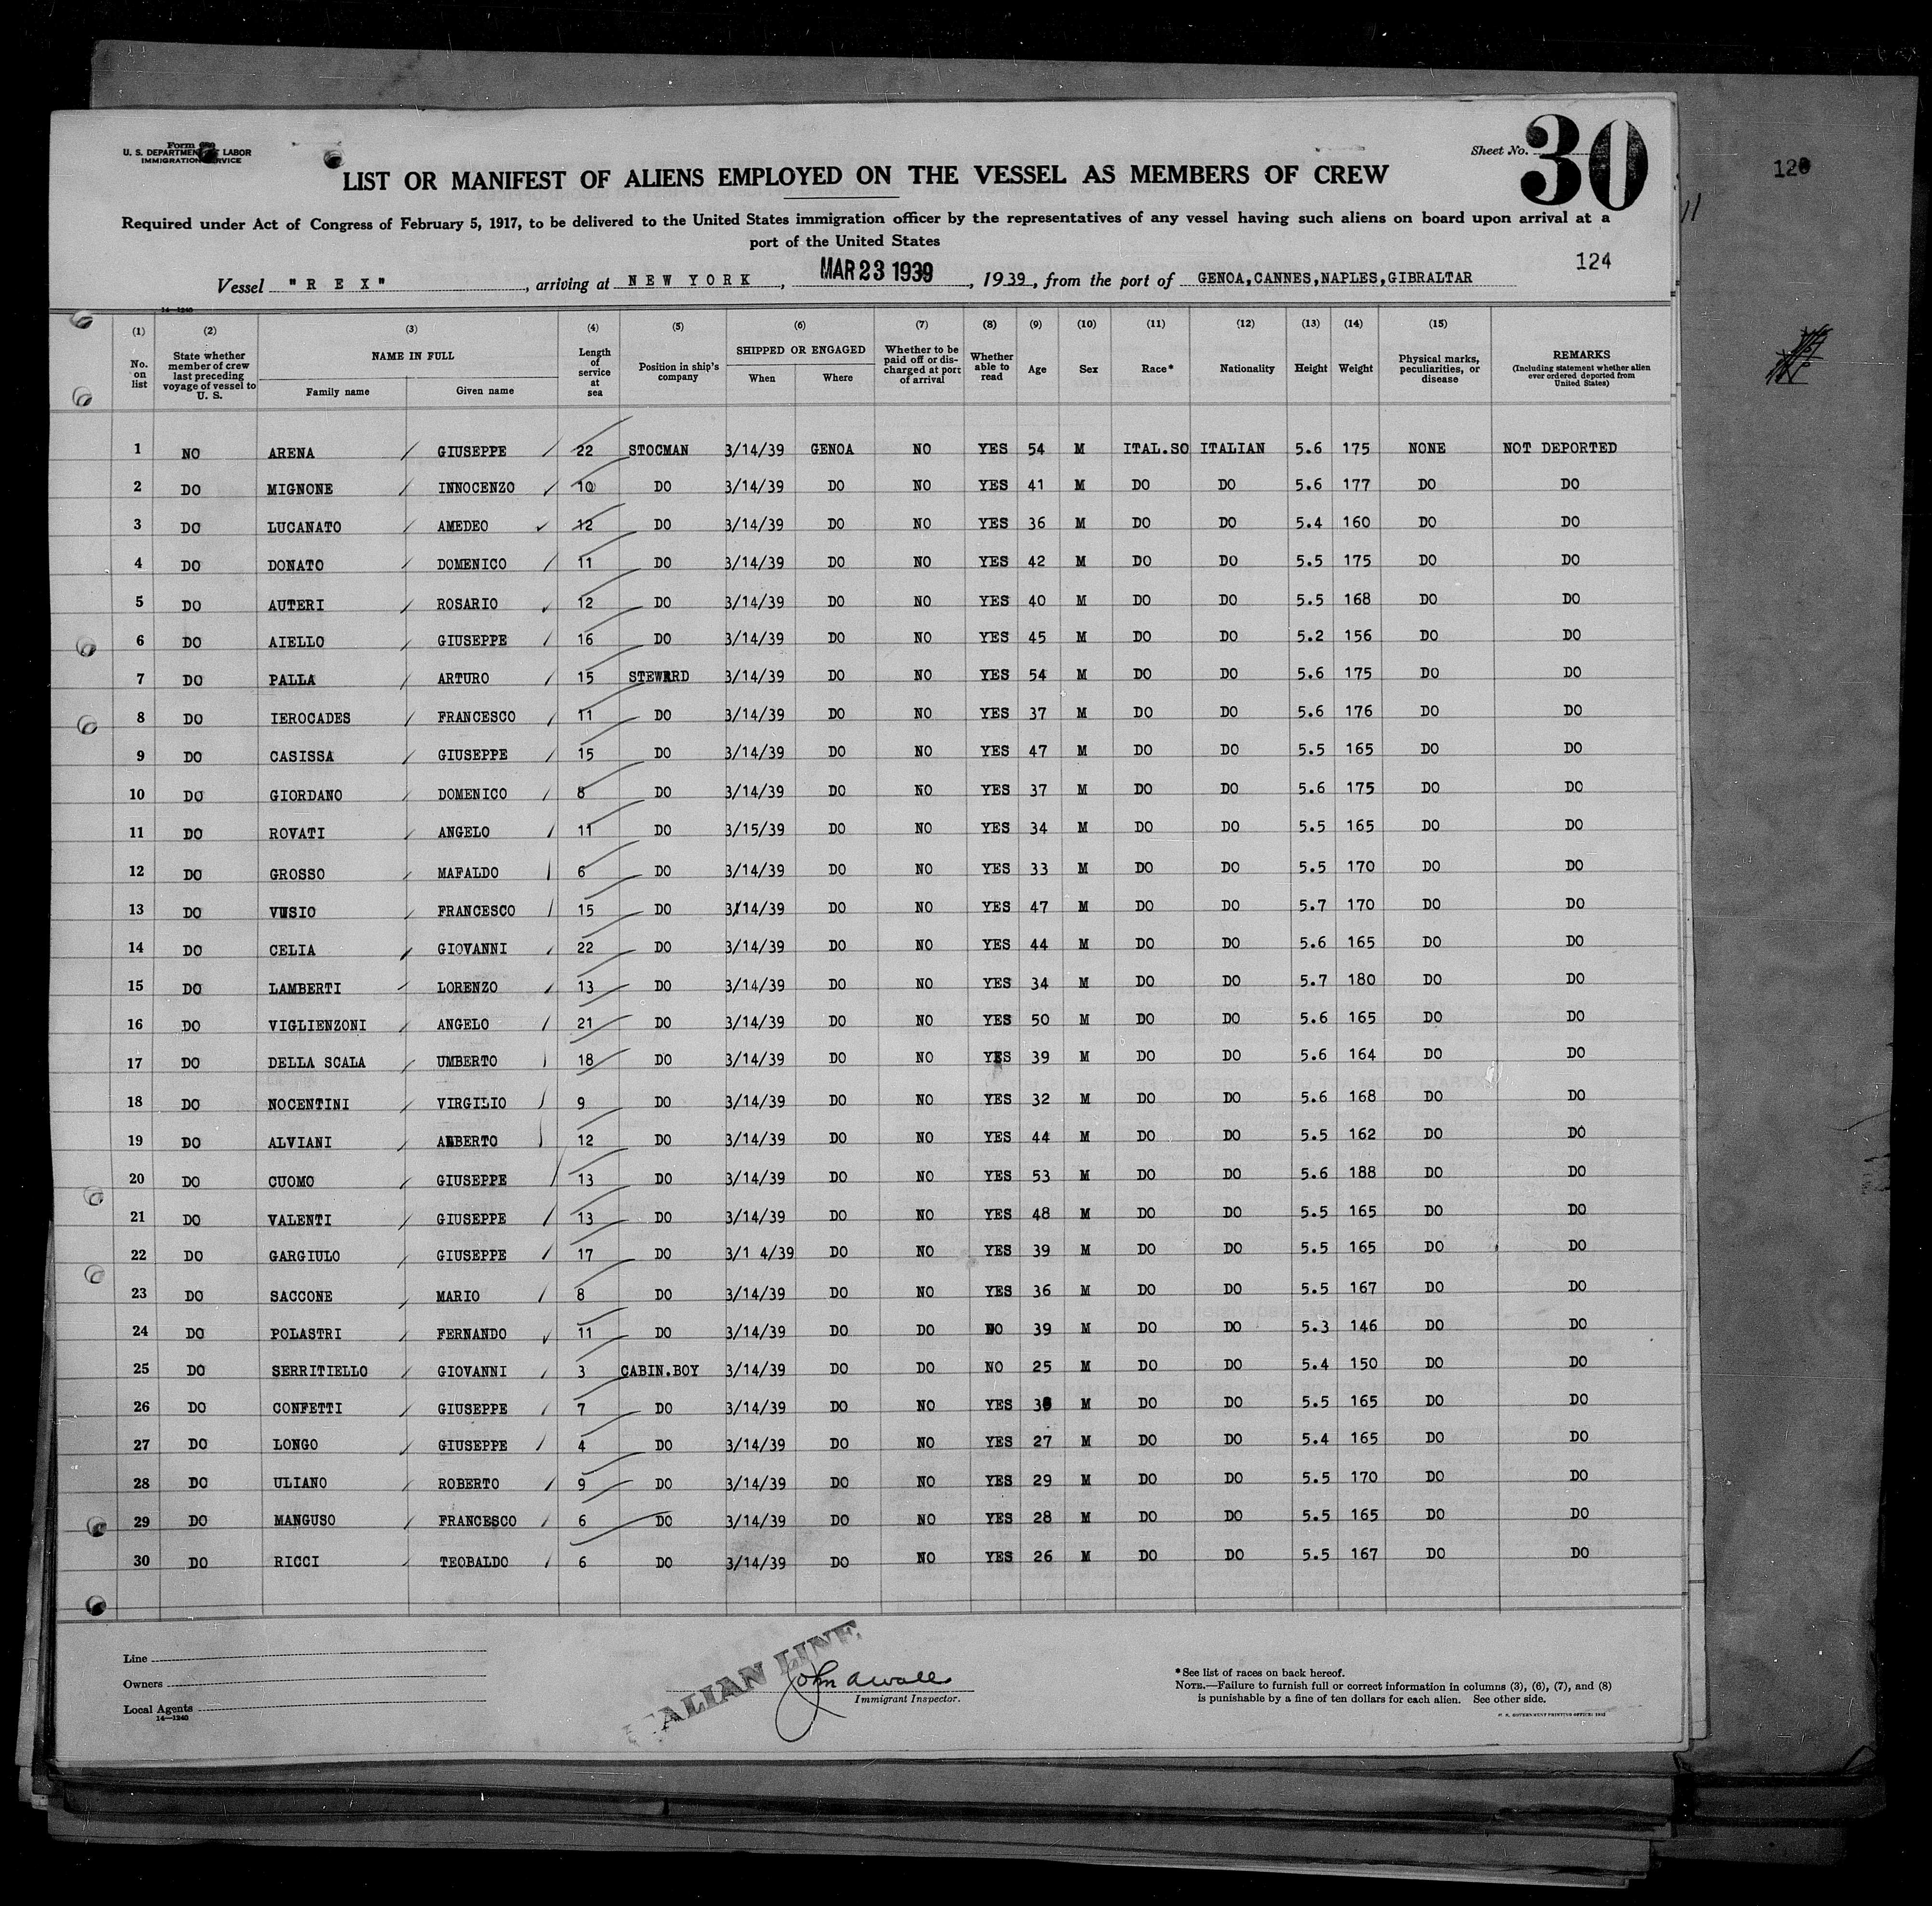 Form
U. S. DEPARTMENT LABOR
IMMIGRATION SERVICE
Sheet No. 30
120
LIST OR MANIFEST OF ALIENS EMPLOYED ON THE VESSEL AS MEMBERS OF CREW
Required under Act of Congress of February 5, 1917, to be delivered to the United States immigration officer by the representatives of any vessel having such aliens on board upon arrival at a
port of the United States
124
Vessel "R E X", arriving at N E W Y O R K, MAR 23 1939, 1939, from the port of GENOA,CANNES,NAPLES,GIBRALTAR
14—1240
(1) (2) (3) (4) (5) (6) (7) (8) (9) (10) (11) (12) (13) (14) (15)
No. on list State whether member of crew last preceding voyage of vessel to U. S. NAME IN FULL Family name Given name Length of service at sea Position in ship's company SHIPPED OR ENGAGED When Where Whether to be paid off or discharged at port of arrival Whether able to read Age Sex Race* Nationality Height Weight Physical marks, peculiarities, or disease REMARKS (Including statement whether alien ever ordered deported from United States)
1 NO ARENA GIUSEPPE 22 STOCMAN 3/14/39 GENOA NO YES 54 M ITAL.SO ITALIAN 5.6 175 NONE NOT DEPORTED
2 DO MIGNONE INNOCENZO 10 DO 3/14/39 DO NO YES 41 M DO DO 5.6 177 DO DO
3 DO LUCANATO AMEDEO 12 DO 3/14/39 DO NO YES 36 M DO DO 5.4 160 DO DO
4 DO DONATO DOMENICO 11 DO 3/14/39 DO NO YES 42 M DO DO 5.5 175 DO DO
5 DO AUTERI ROSARIO 12 DO 3/14/39 DO NO YES 40 M DO DO 5.5 168 DO DO
6 DO AIELLO GIUSEPPE 16 DO 3/14/39 DO NO YES 45 M DO DO 5.2 156 DO DO
7 DO PALLA ARTURO 15 STEWARD 3/14/39 DO NO YES 54 M DO DO 5.6 175 DO DO
8 DO IEROCADES FRANCESCO 11 DO 3/14/39 DO NO YES 37 M DO DO 5.6 176 DO DO
9 DO CASISSA GIUSEPPE 15 DO 3/14/39 DO NO YES 47 M DO DO 5.5 165 DO DO
10 DO GIORDANO DOMENICO 8 DO 3/14/39 DO NO YES 37 M DO DO 5.6 175 DO DO
11 DO ROVATI ANGELO 11 DO 3/15/39 DO NO YES 34 M DO DO 5.5 165 DO DO
12 DO GROSSO MAFALDO 6 DO 3/14/39 DO NO YES 33 M DO DO 5.5 170 DO DO
13 DO FRANCESCO 15 DO 3/14/39 DO NO YES 47 M DO DO 5.7 170 DO DO
14 DO CELIA GIOVANNI 22 DO 3/14/39 DO NO YES 44 M DO DO 5.6 165 DO DO
15 DO LAMBERTI LORENZO 13 DO 3/14/39 DO NO YES 34 M DO DO 5.7 180 DO DO
16 DO VIGLIENZONI ANGELO 21 DO 3/14/39 DO NO YES 50 M DO DO 5.6 165 DO DO
17 DO DELLA SCALA UMBERTO 18 DO 3/14/39 DO NO YES 39 M DO DO 5.6 164 DO DO
18 DO NOCENTINI VIRGILIO 9 DO 3/14/39 DO NO YES 32 M DO DO 5.6 168 DO DO
19 DO ALVIANI ALBERTO 12 DO 3/14/39 DO NO YES 44 M DO DO 5.5 162 DO DO
20 DO CUOMO GIUSEPPE 13 DO 3/14/39 DO NO YES 53 M DO DO 5.6 188 DO DO
21 DO VALENTI GIUSEPPE 13 DO 3/14/39 DO NO YES 48 M DO DO 5.5 165 DO DO
22 DO GARGIULO GIUSEPPE 17 DO 3/1 4/39 DO NO YES 39 M DO DO 5.5 165 DO DO
23 DO SACCONE MARIO 8 DO 3/14/39 DO NO YES 36 M DO DO 5.5 167 DO DO
24 DO POLASTRI FERNANDO 11 DO 3/14/39 DO DO NO 39 M DO DO 5.3 146 DO DO
25 DO SERRITIELLO GIOVANNI 3 CABIN.BOY 3/14/39 DO DO NO 25 M DO DO 5.4 150 DO DO
26 DO CONFETTI GIUSEPPE 7 DO 3/14/39 DO NO YES M DO DO 5.5 165 DO DO
27 DO LONGO GIUSEPPE 4 DO 3/14/39 DO NO YES 27 M DO DO 5.4 165 DO DO
28 DO ULIANO ROBERTO 9 DO 3/14/39 DO NO YES 29 M DO DO 5.5 170 DO DO
29 DO MANGUSO FRANCESCO 6 DO 3/14/39 DO NO YES 28 M DO DO 5.5 165 DO DO
30 DO RICCI TEOBALDO 6 DO 3/14/39 DO NO YES 26 M DO DO 5.5 167 DO DO
Line
Owners
Local Agents
14—1240
ITALIAN LINE
John A Walls
Immigrant Inspector.
*See list of races on back hereof.
NOTE.—Failure to furnish full or correct information in columns (3), (6), (7), and (8)
is punishable by a fine of ten dollars for each alien. See other side.